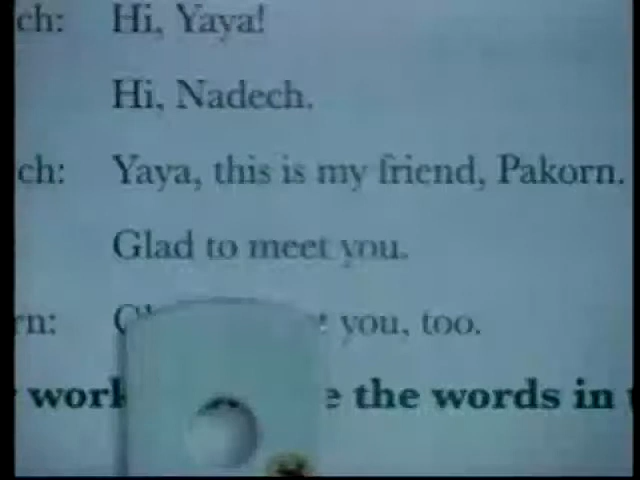 ch: Hi, Yaya!
Hi, Nadech.
ch: Yaya, this is my friend, Pakorn.
Glad to meet you.
rn: you, too.
work the words in